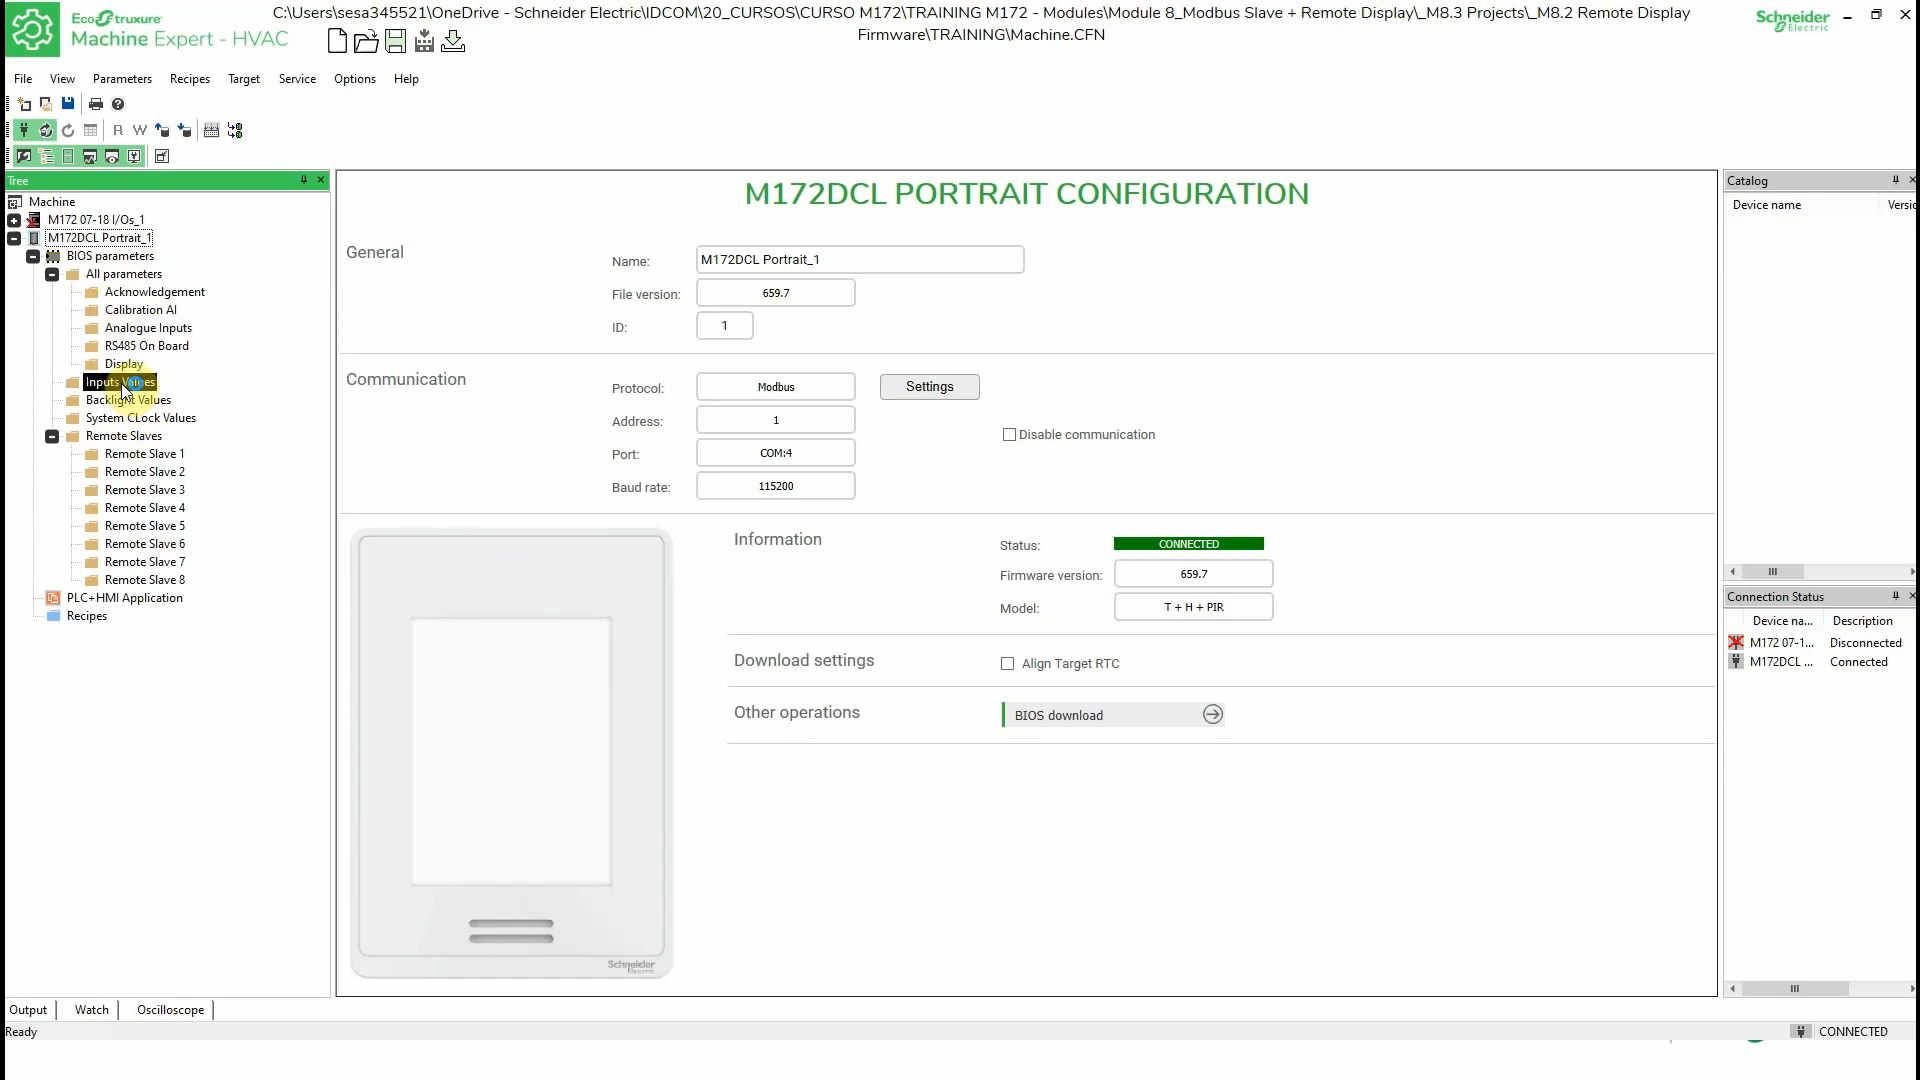 C:\Users\sesa345521\OneDrive - Schneider Electric\IDCOM\20_CURSOS\CURSO M172\TRAINING M172 - Modules\Module 8_Modbus Slave + Remote Display\_M8.3 Projects\_M8.2 Remote Display
Firmware\TRAINING\Machine.CFN
EcoStruxure
Machine Expert - HVAC
Schneider
Electric
File View Parameters Recipes Target Service Options Help
R W
Tree
Machine
M172 07-18 I/Os_1
M172DCL Portrait_1
BIOS parameters
All parameters
Acknowledgement
Calibration AI
Analogue Inputs
RS485 On Board
Display
Inputs Values
Backlight Values
System CLock Values
Remote Slaves
Remote Slave 1
Remote Slave 2
Remote Slave 3
Remote Slave 4
Remote Slave 5
Remote Slave 6
Remote Slave 7
Remote Slave 8
PLC+HMI Application
Recipes
M172DCL PORTRAIT CONFIGURATION
General
Name: M172DCL Portrait_1
File version: 659.7
ID: 1
Communication
Protocol: Modbus Settings
Address: 1
Disable communication
Port: COM:4
Baud rate: 115200
Information
Status: CONNECTED
Firmware version: 659.7
Model: T + H + PIR
Download settings
Align Target RTC
Other operations
BIOS download
Schneider
Electric
Catalog
Device name Versic
Connection Status
Device na... Description
M172 07-1... Disconnected
M172DCL ... Connected
Output Watch Oscilloscope
Ready
CONNECTED